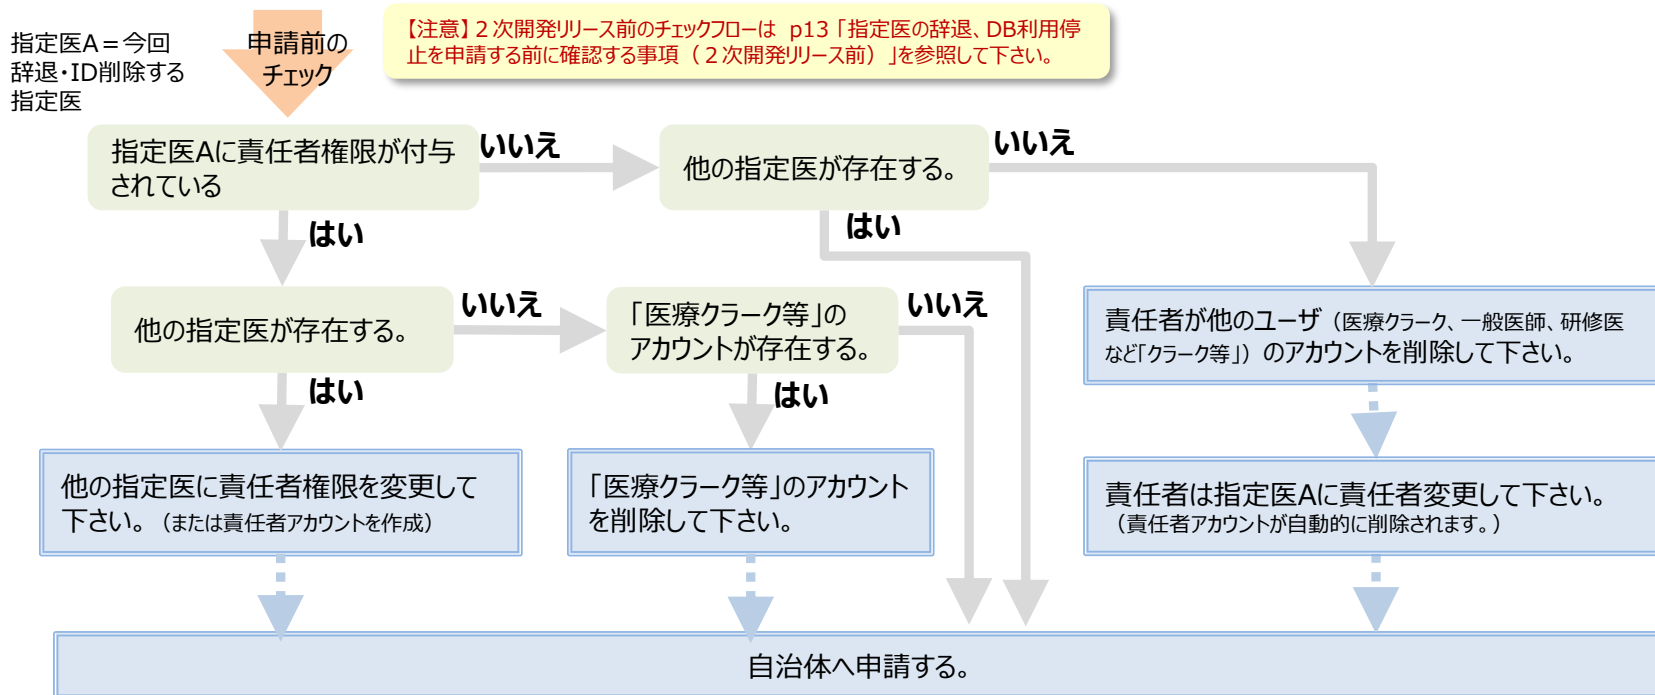 指定医A＝今回
辞退・ID削除する
指定医
申請前の
チェック
【注意】２次開発リリース前のチェックフローは p13「指定医の辞退、DB利用停
止を申請する前に確認する事項（２次開発リリース前）」を参照して下さい。
指定医Aに責任者権限が付与
されている
いいえ
他の指定医が存在する。
いいえ
はい
はい
他の指定医が存在する。
いいえ
「医療クラーク等」の
アカウントが存在する。
いいえ
責任者が他のユーザ（医療クラーク、一般医師、研修医
など「クラーク等」）のアカウントを削除して下さい。
はい
はい
他の指定医に責任者権限を変更して
下さい。（または責任者アカウントを作成）
「医療クラーク等」のアカウント
を削除して下さい。
責任者は指定医Aに責任者変更して下さい。
（責任者アカウントが自動的に削除されます。）
自治体へ申請する。